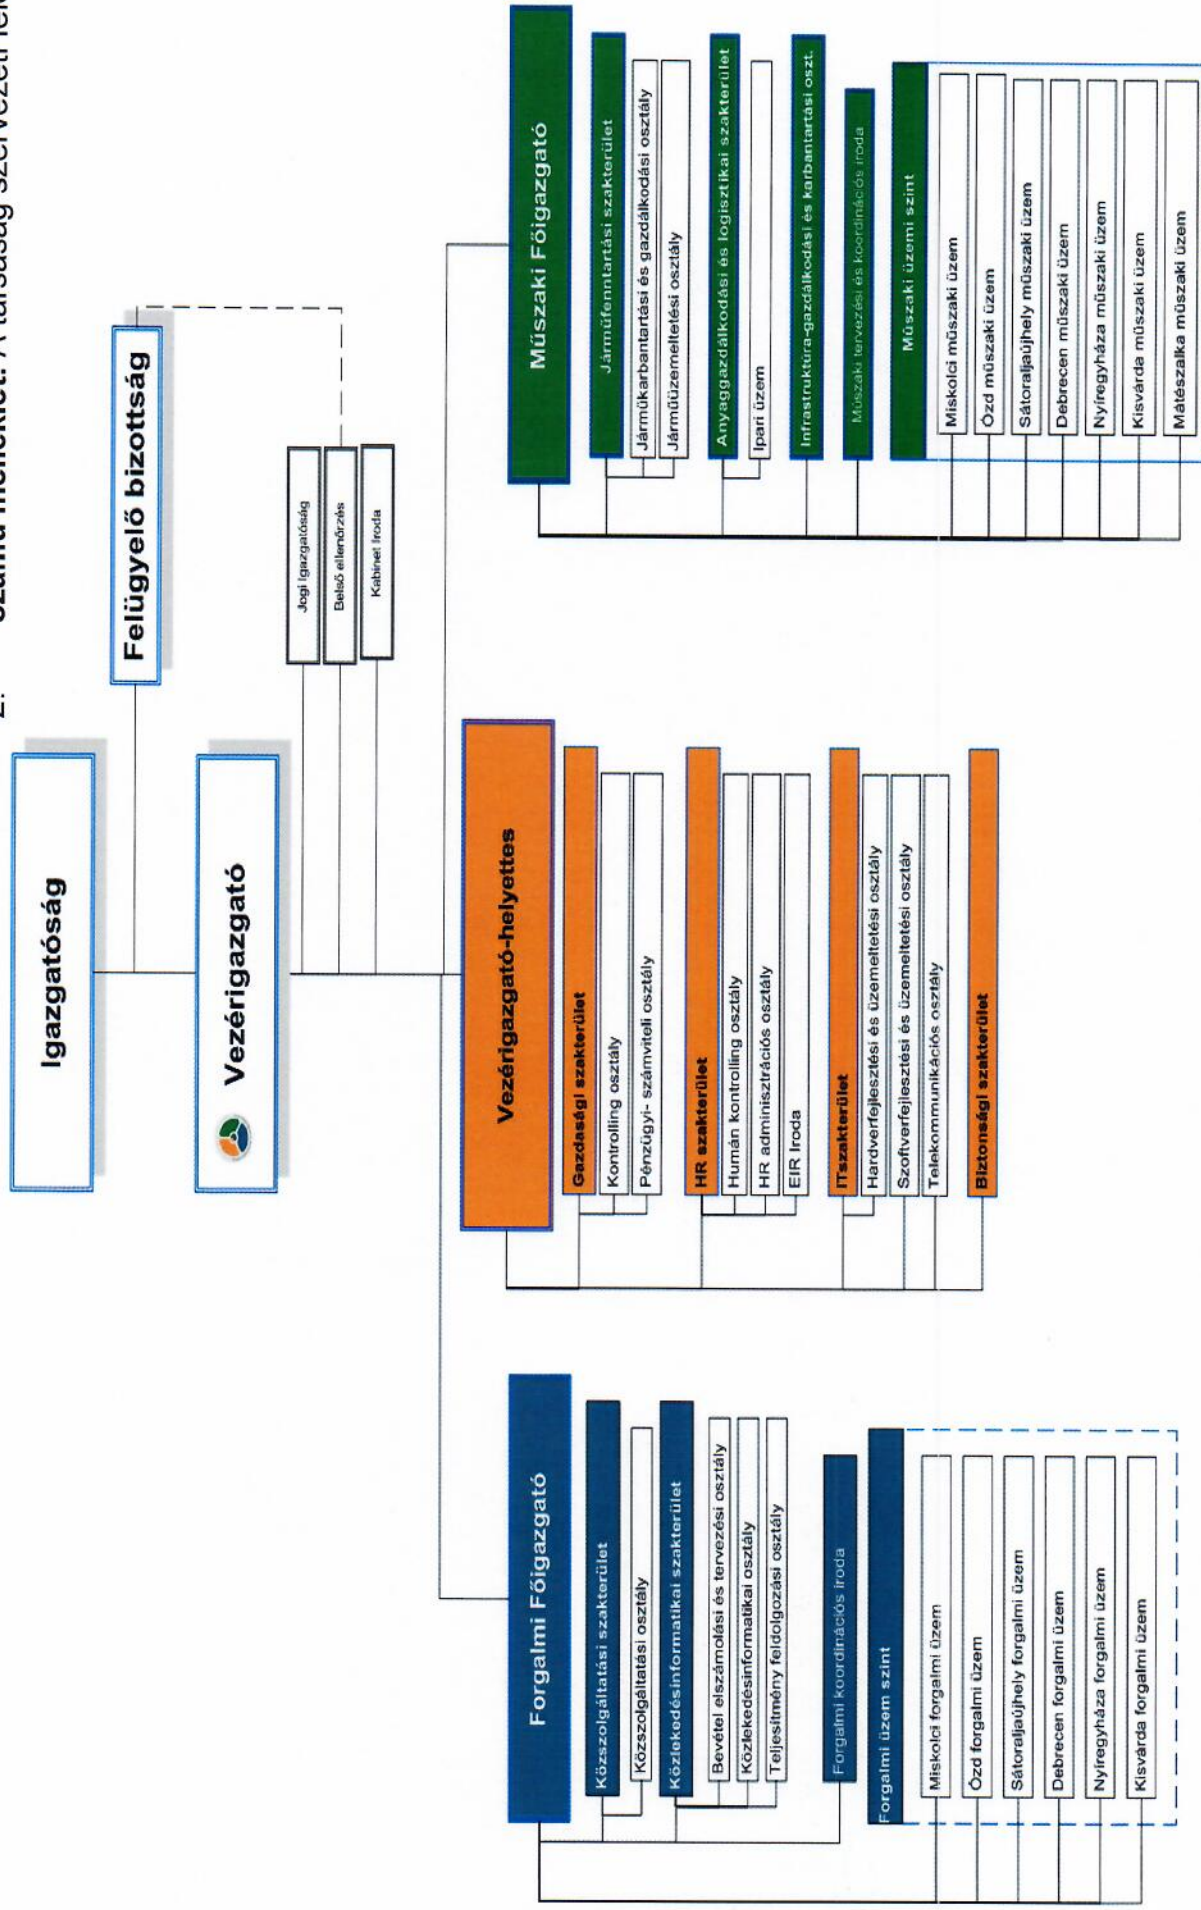 2. számú melléklet: A társaság szervezeti
Igazgatóság
Felügyelő bizottság
Vezérigazgató
Jogi Igazgatóság
Belső ellenőrzés
Kabinet Iroda
Forgalmi Főigazgató
Közszolgáltatási szakterület
Közszolgáltatási osztály
Közlekedésinformatikai szakterület
Bevétel elszámolási és tervezési osztály
Közlekedésinformatikai osztály
Teljesítmény feldolgozási osztály
Forgalmi koordinációs iroda
Forgalmi üzem szint
Miskolci forgalmi üzem
Ózd forgalmi üzem
Sátoraljaújhely forgalmi üzem
Debrecen forgalmi üzem
Nyíregyháza forgalmi üzem
Kisvárda forgalmi üzem
Vezérigazgató-helyettes
Gazdasági szakterület
Kontrolling osztály
Pénzügyi- számviteli osztály
HR szakterület
Humán kontrolling osztály
HR adminisztrációs osztály
EIR Iroda
ITszakterület
Hardverfejlesztési és üzemeltetési osztály
Szoftverfejlesztési és üzemeltetési osztály
Telekommunikációs osztály
Biztonsági szakterület
Műszaki Főigazgató
Járműfenntartási szakterület
Járműkarbantartási és gazdálkodási osztály
Járműüzemeltetési osztály
Anyaggazdálkodási és logisztikai szakterület
Ipari üzem
Infrastruktúra-gazdálkodási és karbantartási oszt.
Műszaki tervezési és koordinációs iroda
Műszaki üzemi szint
Miskolci műszaki üzem
Ózd műszaki üzem
Sátoraljaújhely műszaki üzem
Debrecen műszaki üzem
Nyíregyháza műszaki üzem
Kisvárda műszaki üzem
Mátészalka műszaki üzem